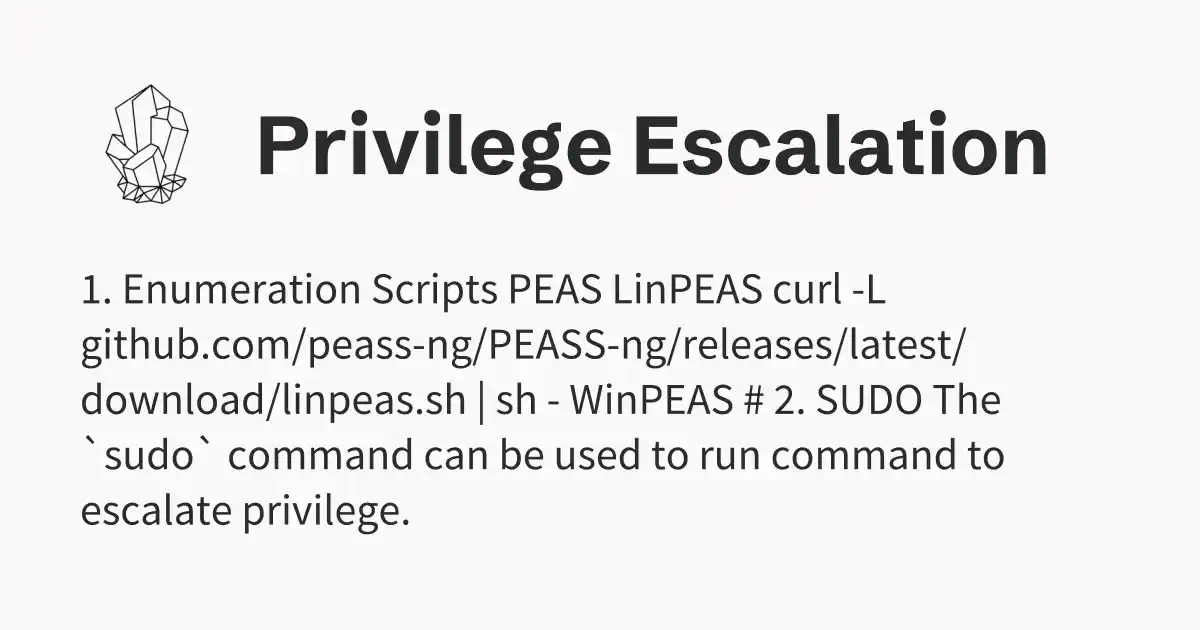 Privilege Escalation
1. Enumeration Scripts PEAS LinPEAS curl -L
github.com/peass-ng/PEASS-ng/releases/latest/
download/linpeas.sh | sh - WinPEAS # 2. SUDO The
`sudo` command can be used to run command to
escalate privilege.